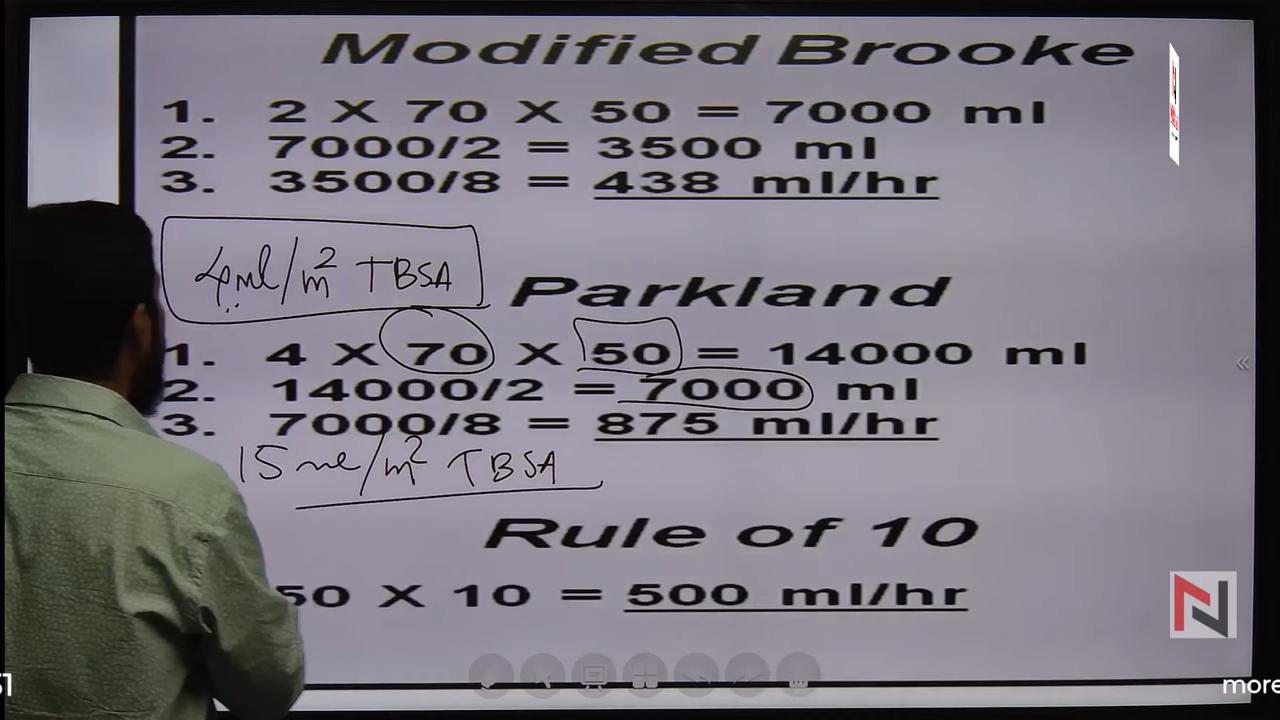 Modified Brooke
1. 2 X 70 X 50 = 7000 ml
2. 7000/2 = 3500 ml
3. 3500/8 = 438 ml/hr
4ml/m² TBSA
Parkland
1. 4 X 70 X 50 = 14000 ml
2. 14000/2 = 7000 ml
3. 7000/8 = 875 ml/hr
15 ml/m² TBSA
Rule of 10
50 X 10 = 500 ml/hr
more